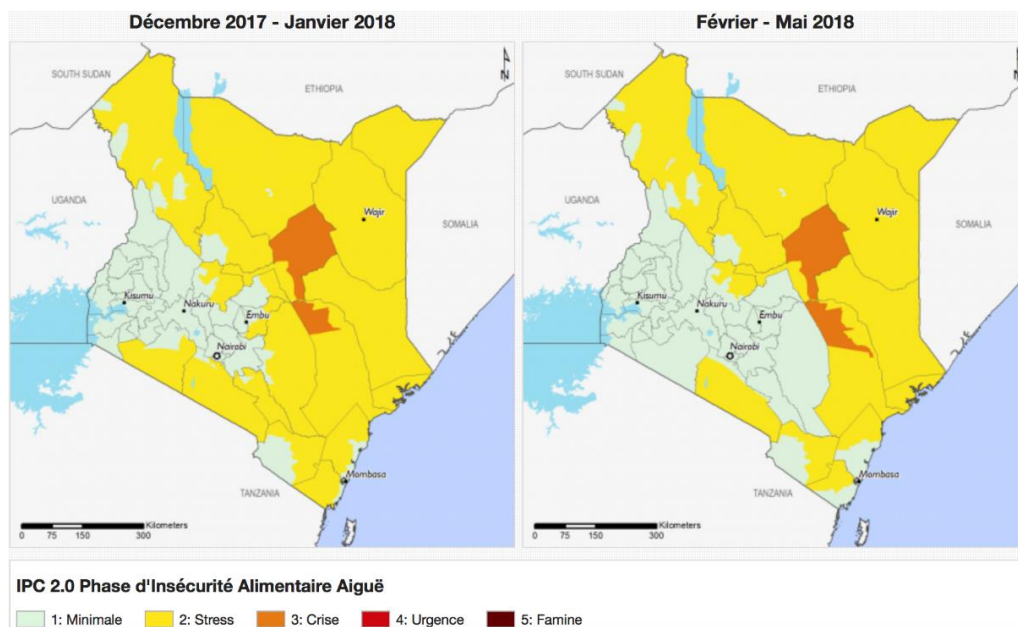 Décembre 2017 - Janvier 2018
SOUTH SUDAN
ETHIOPIA
N
UGANDA
SOMALIA
Wajir
Kisumu
Nakuru
Embu
Nairobi
Mombasa
TANZANIA
Kilometers
0 75 150 300
Février - Mai 2018
SOUTH SUDAN
ETHIOPIA
N
UGANDA
SOMALIA
Wajir
Kisumu
Nakuru
Embu
Nairobi
Mombasa
TANZANIA
Kilometers
0 75 150 300
IPC 2.0 Phase d'Insécurité Alimentaire Aiguë
1: Minimale 2: Stress 3: Crise 4: Urgence 5: Famine